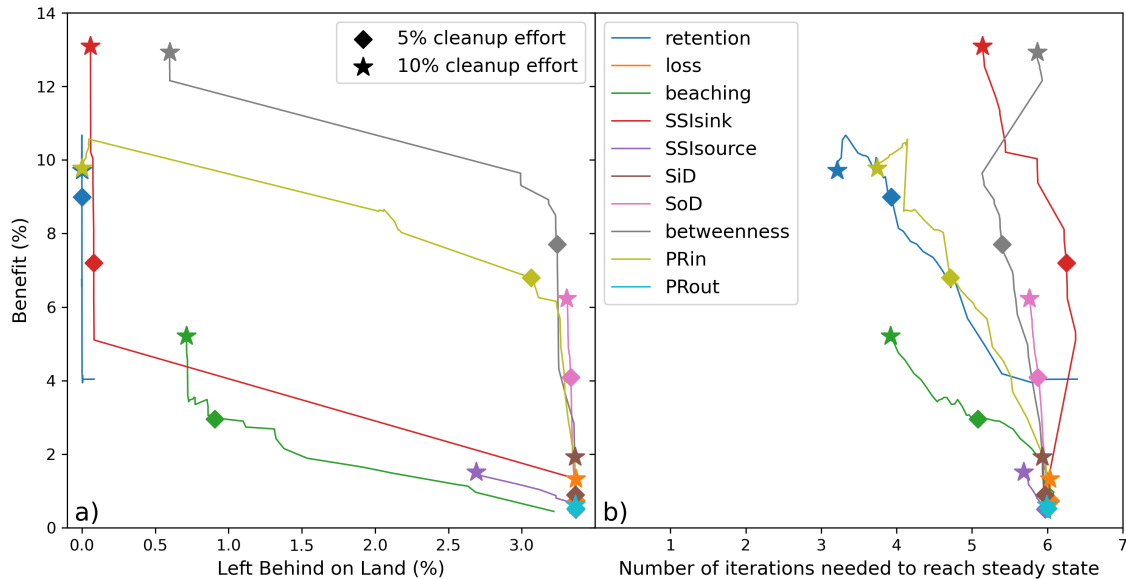 14
12
10
8
6
4
2
0
Benefit (%)
5% cleanup effort
10% cleanup effort
a)
0.0 0.5 1.0 1.5 2.0 2.5 3.0
Left Behind on Land (%)
retention
loss
beaching
SSIsink
SSIsource
SiD
SoD
betweenness
PRin
PRout
b)
1 2 3 4 5 6 7
Number of iterations needed to reach steady state